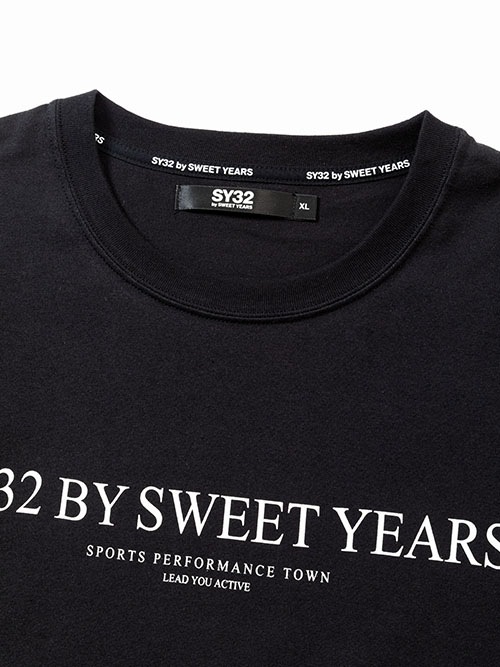 SY32 by SWEET YEARS
SY32 by SWEET YEARS
SY32
by SWEET YEARS
XL
32 BY SWEET YEARS
SPORTS PERFORMANCE TOWN
LEAD YOU ACTIVE